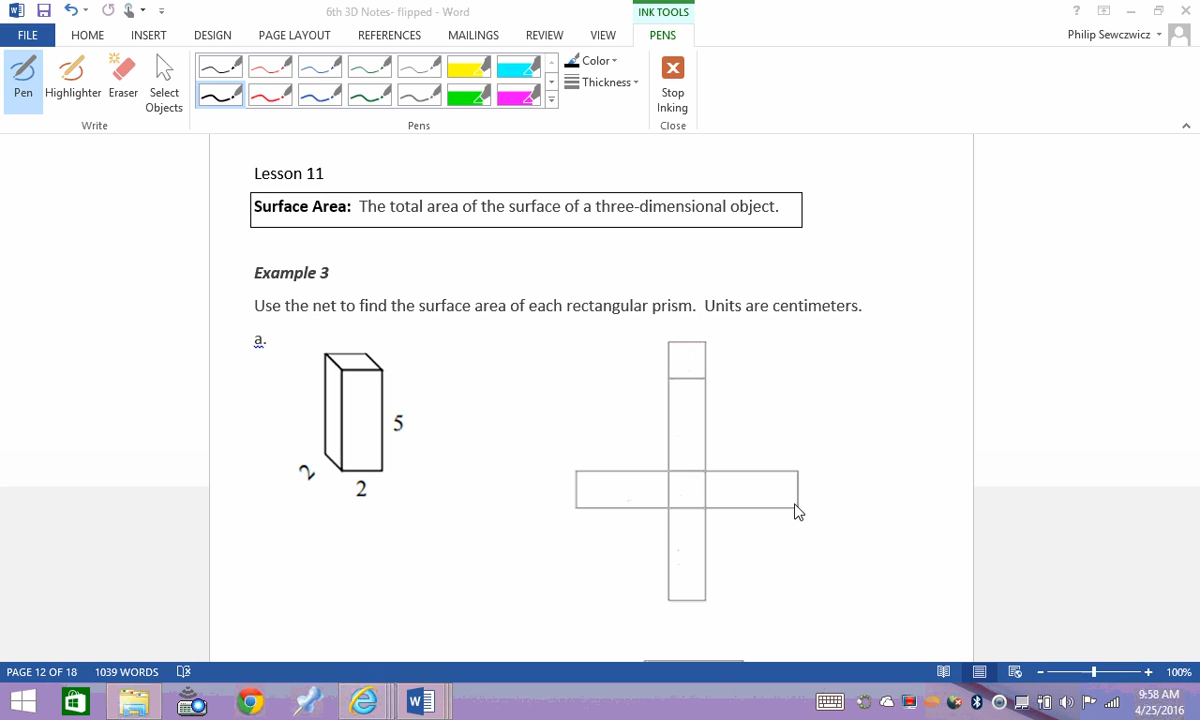 6th 3D Notes- flipped - Word
INK TOOLS
FILE HOME INSERT DESIGN PAGE LAYOUT REFERENCES MAILINGS REVIEW VIEW PENS
Philip Sewczwicz
Pen Highlighter Eraser Select Objects
Color
Thickness
Stop Inking
Write Pens Close
Lesson 11
Surface Area: The total area of the surface of a three-dimensional object.
Example 3
Use the net to find the surface area of each rectangular prism. Units are centimeters.
a.
5
2
2
PAGE 12 OF 18 1039 WORDS 100%
9:58 AM
4/25/2016